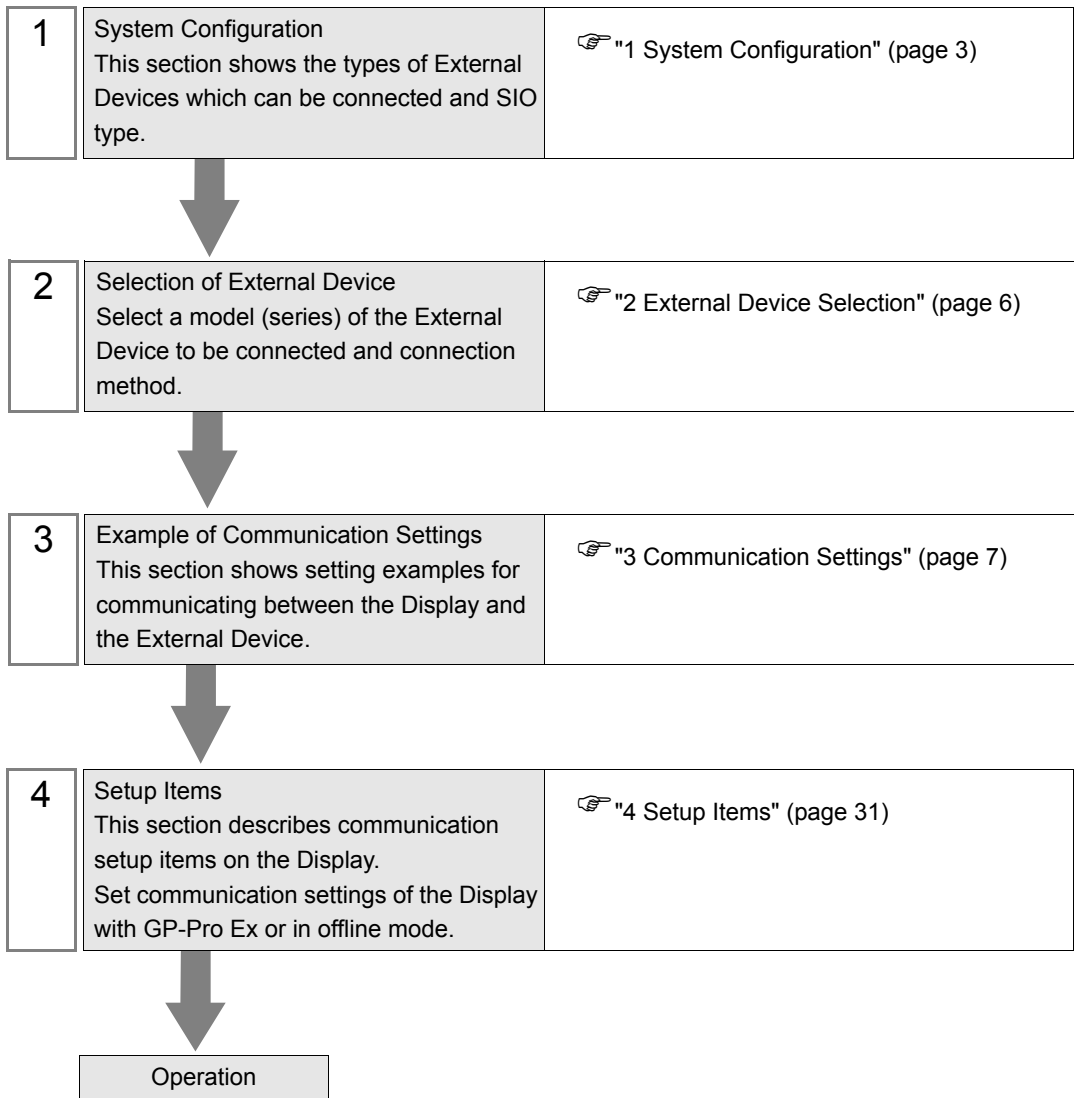 1
System Configuration
This section shows the types of External
Devices which can be connected and SIO
type.
"1 System Configuration" (page 3)
2
Selection of External Device
Select a model (series) of the External
Device to be connected and connection
method.
"2 External Device Selection" (page 6)
3
Example of Communication Settings
This section shows setting examples for
communicating between the Display and
the External Device.
"3 Communication Settings" (page 7)
4
Setup Items
This section describes communication
setup items on the Display.
Set communication settings of the Display
with GP-Pro Ex or in offline mode.
"4 Setup Items" (page 31)
Operation